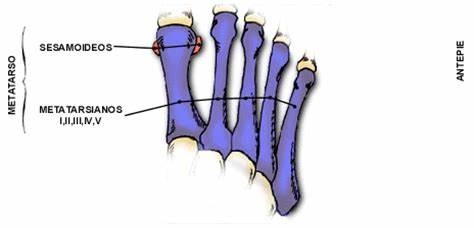 METATARSO
SESAMOIDEOS
METATARSIANOS
I,II,III,IV,V
ANTEPIE